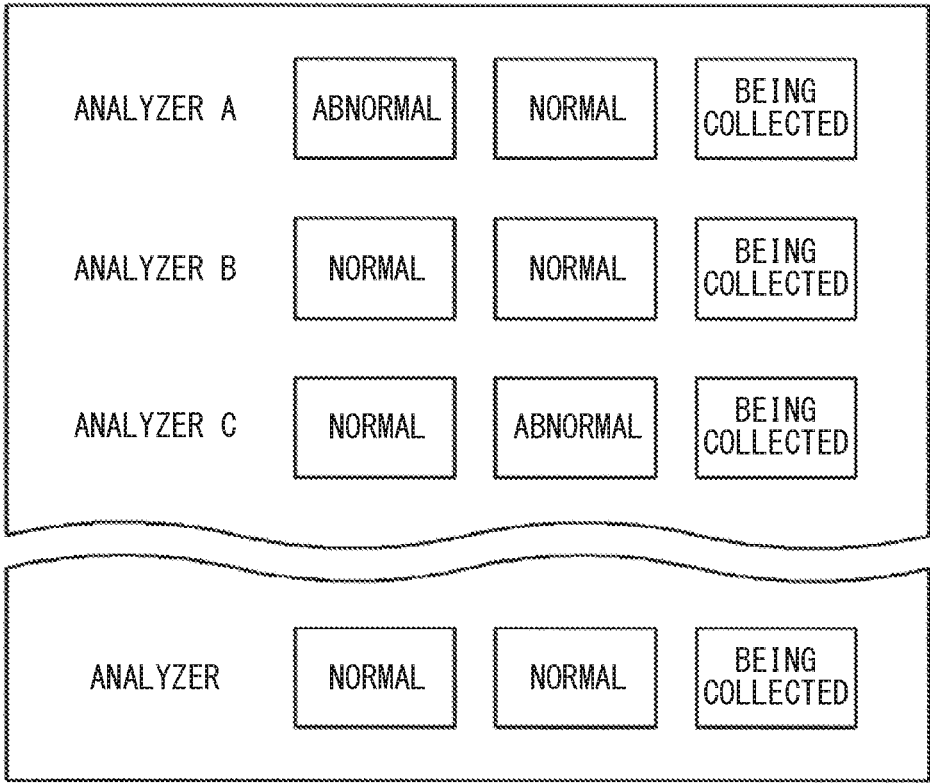 ANALYZER A ABNORMAL NORMAL BEING COLLECTED
ANALYZER B NORMAL NORMAL BEING COLLECTED
ANALYZER C NORMAL ABNORMAL BEING COLLECTED
ANALYZER NORMAL NORMAL BEING COLLECTED